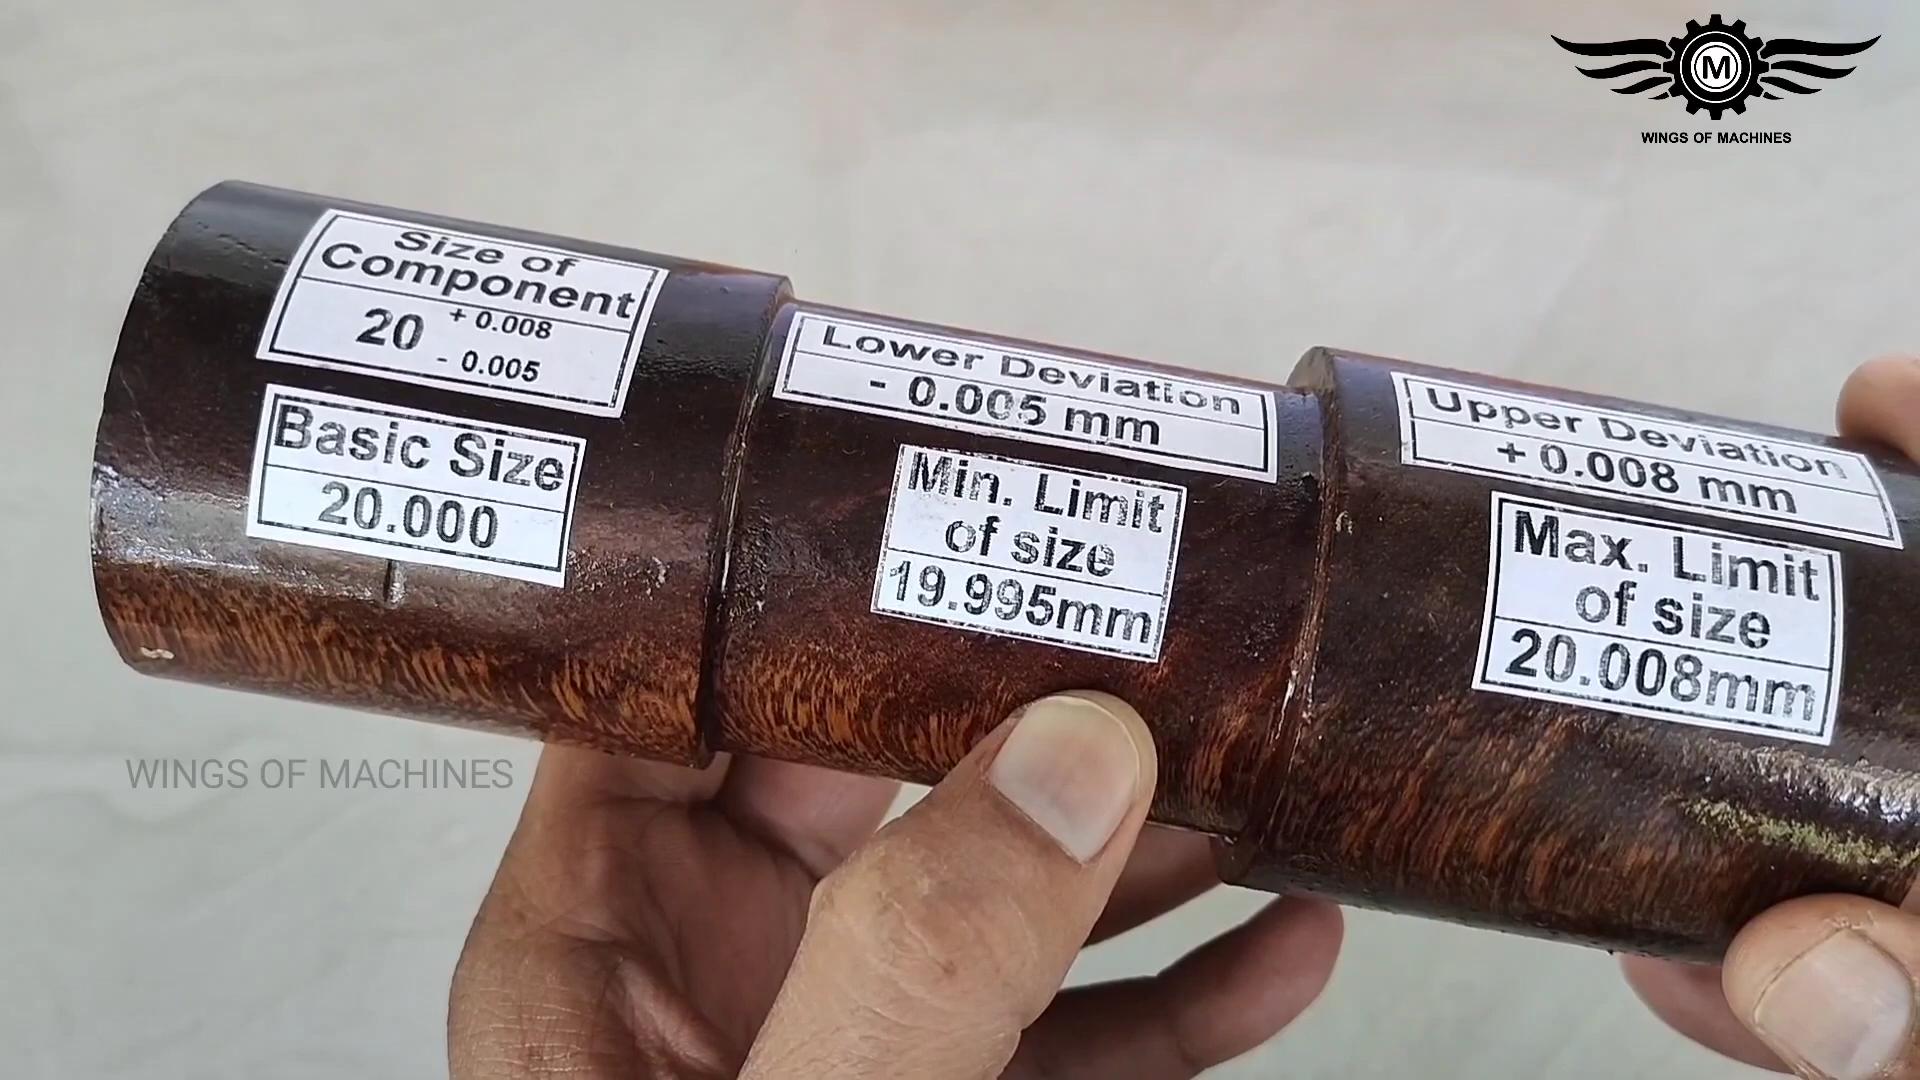 M
WINGS OF MACHINES
Size of
Component
20 + 0.008
- 0.005
Basic Size
20.000
Lower Deviation
- 0.005 mm
Min. Limit
of size
19.995mm
Upper Deviation
+ 0.008 mm
Max. Limit
of size
20.008mm
WINGS OF MACHINES